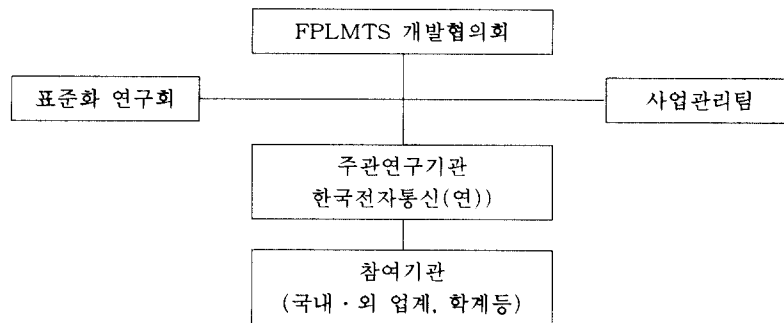 FPLMTS 개발협의회
표준화 연구회
사업관리팀
주관연구기관
한국전자통신(연))
참여기관
(국내 · 외 업계, 학계등)